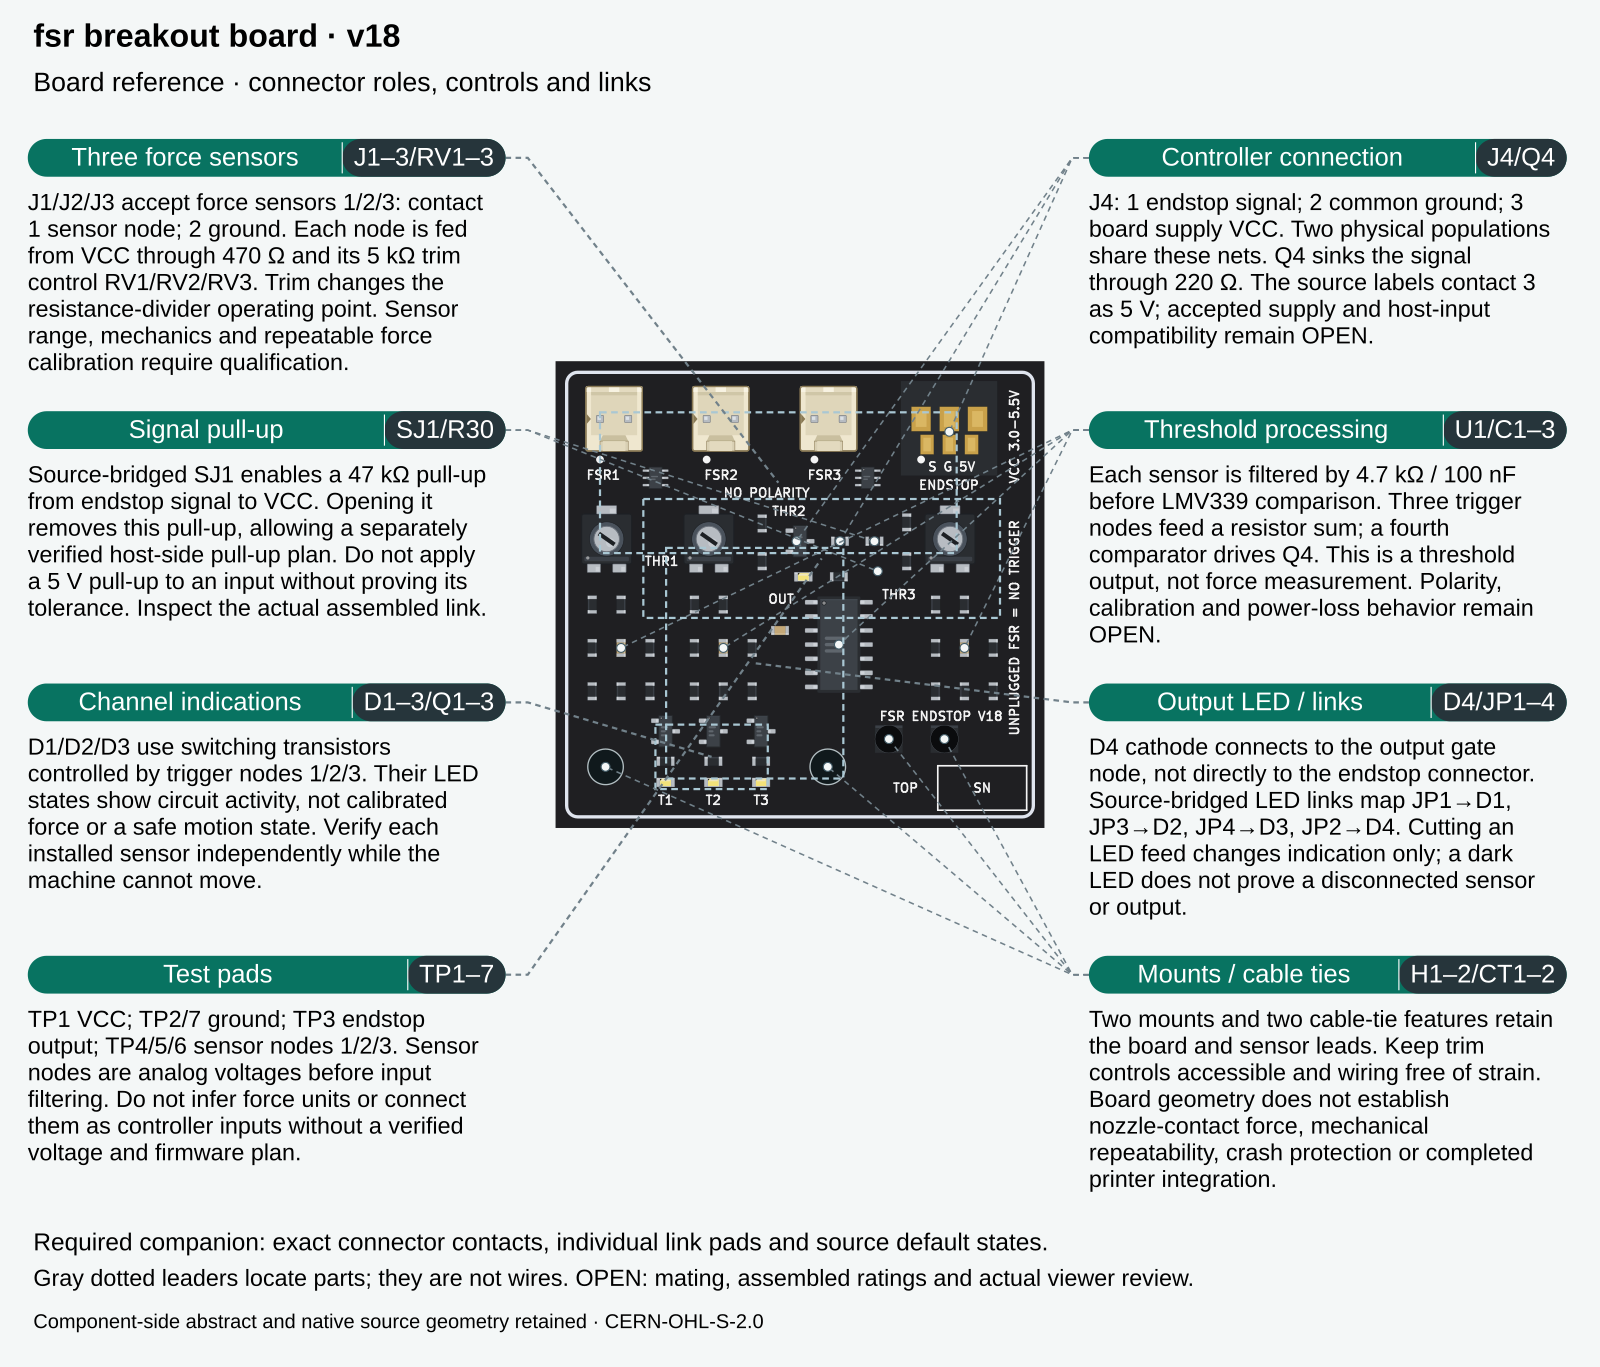 fsr breakout board · v18
Board reference · connector roles, controls and links
Three force sensors J1–3/RV1–3
J1/J2/J3 accept force sensors 1/2/3: contact
1 sensor node; 2 ground. Each node is fed
from VCC through 470 Ω and its 5 kΩ trim
control RV1/RV2/RV3. Trim changes the
resistance-divider operating point. Sensor
range, mechanics and repeatable force
calibration require qualification.
Signal pull-up SJ1/R30
Source-bridged SJ1 enables a 47 kΩ pull-up
from endstop signal to VCC. Opening it
removes this pull-up, allowing a separately
verified host-side pull-up plan. Do not apply
a 5 V pull-up to an input without proving its
tolerance. Inspect the actual assembled link.
Channel indications D1–3/Q1–3
D1/D2/D3 use switching transistors
controlled by trigger nodes 1/2/3. Their LED
states show circuit activity, not calibrated
force or a safe motion state. Verify each
installed sensor independently while the
machine cannot move.
Test pads TP1–7
TP1 VCC; TP2/7 ground; TP3 endstop
output; TP4/5/6 sensor nodes 1/2/3. Sensor
nodes are analog voltages before input
filtering. Do not infer force units or connect
them as controller inputs without a verified
voltage and firmware plan.
FSR1 FSR2 FSR3
S G 5V
ENDSTOP
NO POLARITY
VCC 3.0–5.5V
THR2
THR1
OUT
THR3
UNPLUGGED FSR = NO TRIGGER
FSR ENDSTOP V18
TOP
SN
T1 T2 T3
Controller connection J4/Q4
J4: 1 endstop signal; 2 common ground; 3
board supply VCC. Two physical populations
share these nets. Q4 sinks the signal
through 220 Ω. The source labels contact 3
as 5 V; accepted supply and host-input
compatibility remain OPEN.
Threshold processing U1/C1–3
Each sensor is filtered by 4.7 kΩ / 100 nF
before LMV339 comparison. Three trigger
nodes feed a resistor sum; a fourth
comparator drives Q4. This is a threshold
output, not force measurement. Polarity,
calibration and power-loss behavior remain
OPEN.
Output LED / links D4/JP1–4
D4 cathode connects to the output gate
node, not directly to the endstop connector.
Source-bridged LED links map JP1→D1,
JP3→D2, JP4→D3, JP2→D4. Cutting an
LED feed changes indication only; a dark
LED does not prove a disconnected sensor
or output.
Mounts / cable ties H1–2/CT1–2
Two mounts and two cable-tie features retain
the board and sensor leads. Keep trim
controls accessible and wiring free of strain.
Board geometry does not establish
nozzle-contact force, mechanical
repeatability, crash protection or completed
printer integration.
Required companion: exact connector contacts, individual link pads and source default states.
Gray dotted leaders locate parts; they are not wires. OPEN: mating, assembled ratings and actual viewer review.
Component-side abstract and native source geometry retained · CERN-OHL-S-2.0